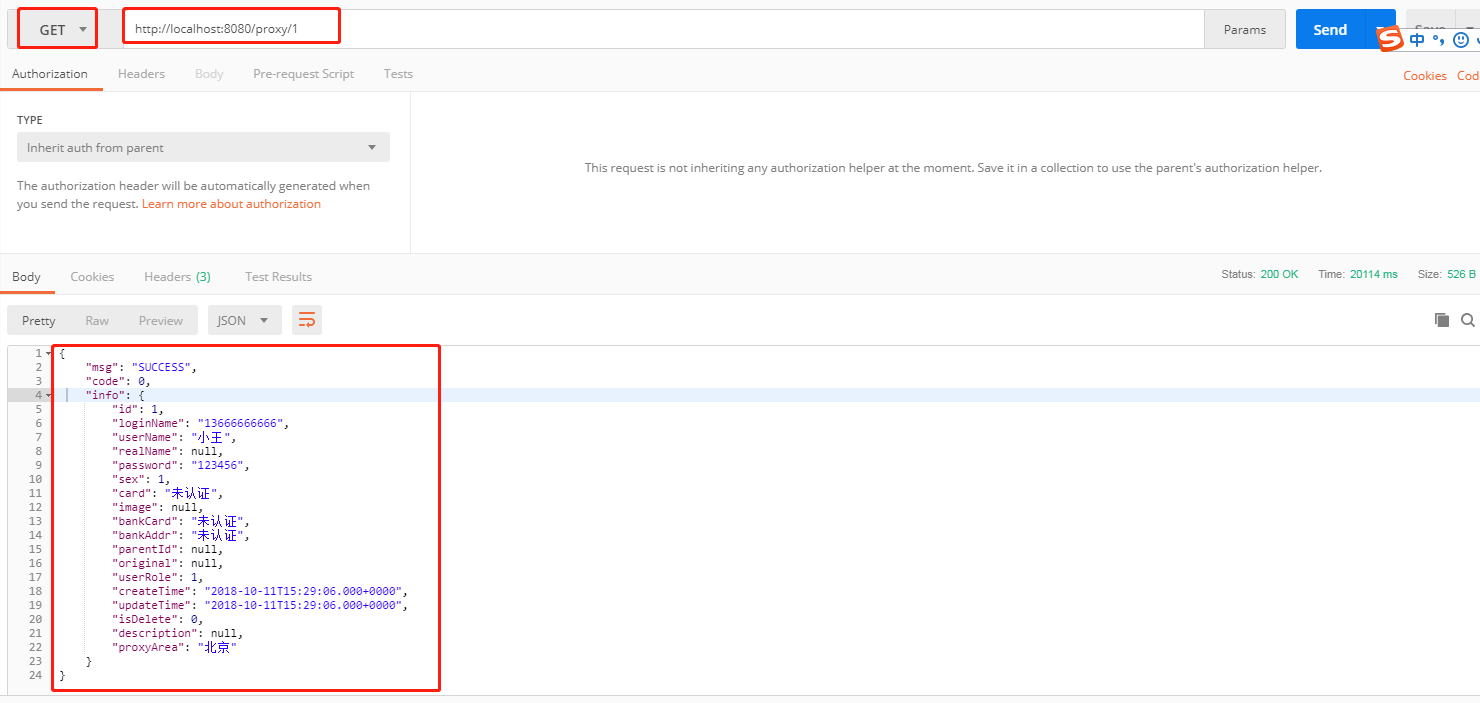 GET http://localhost:8080/proxy/1 Params Send
中
Authorization Headers Body Pre-request Script Tests Cookies
TYPE
Inherit auth from parent
The authorization header will be automatically generated when
you send the request. Learn more about authorization
This request is not inheriting any authorization helper at the moment. Save it in a collection to use the parent's authorization helper.
Body Cookies Headers (3) Test Results Status: 200 OK Time: 20114 ms Size: 526 B
Pretty Raw Preview JSON
1 {
2 "msg": "SUCCESS",
3 "code": 0,
4 "info": {
5 "id": 1,
6 "loginName": "13666666666",
7 "userName": "小王",
8 "realName": null,
9 "password": "123456",
10 "sex": 1,
11 "card": "未认证",
12 "image": null,
13 "bankCard": "未认证",
14 "bankAddr": "未认证",
15 "parentId": null,
16 "original": null,
17 "userRole": 1,
18 "createTime": "2018-10-11T15:29:06.000+0000",
19 "updateTime": "2018-10-11T15:29:06.000+0000",
20 "isDelete": 0,
21 "description": null,
22 "proxyArea": "北京"
23 }
24 }